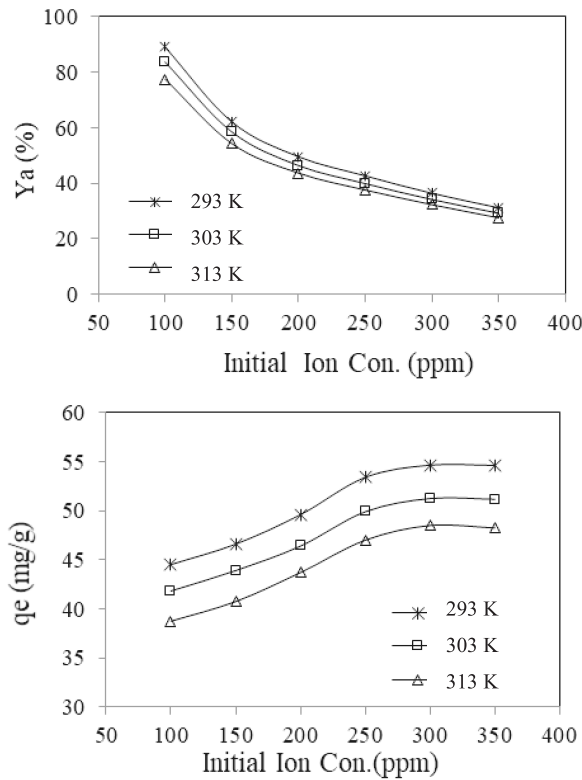 100
80
60
40
20
0
Ya (%)
293 K
303 K
313 K
50 100 150 200 250 300 350 400
Initial Ion Con. (ppm)
60
55
50
45
40
35
30
qe (mg/g)
293 K
303 K
313 K
50 100 150 200 250 300 350 400
Initial Ion Con.(ppm)